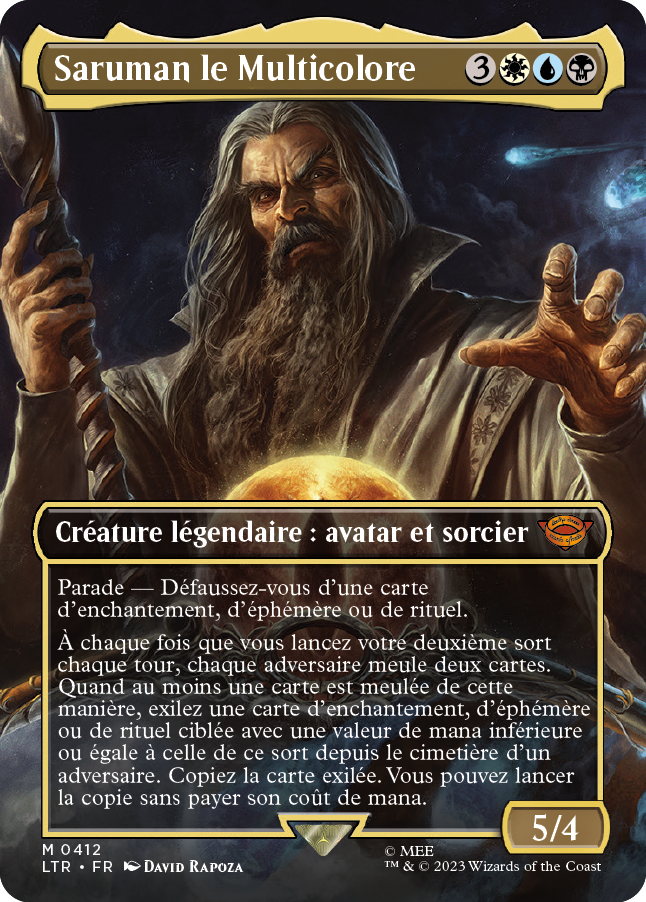 Saruman le Multicolore 3
Créature légendaire : avatar et sorcier
Parade — Défaussez-vous d'une carte
d'enchantement, d'éphémère ou de rituel.
À chaque fois que vous lancez votre deuxième sort
chaque tour, chaque adversaire meule deux cartes.
Quand au moins une carte est meulée de cette
manière, exilez une carte d'enchantement, d'éphémère
ou de rituel ciblée avec une valeur de mana inférieure
ou égale à celle de ce sort depuis le cimetière d'un
adversaire. Copiez la carte exilée. Vous pouvez lancer
la copie sans payer son coût de mana.
5/4
M 0412 © MEE
LTR • FR David Rapoza ™ & © 2023 Wizards of the Coast